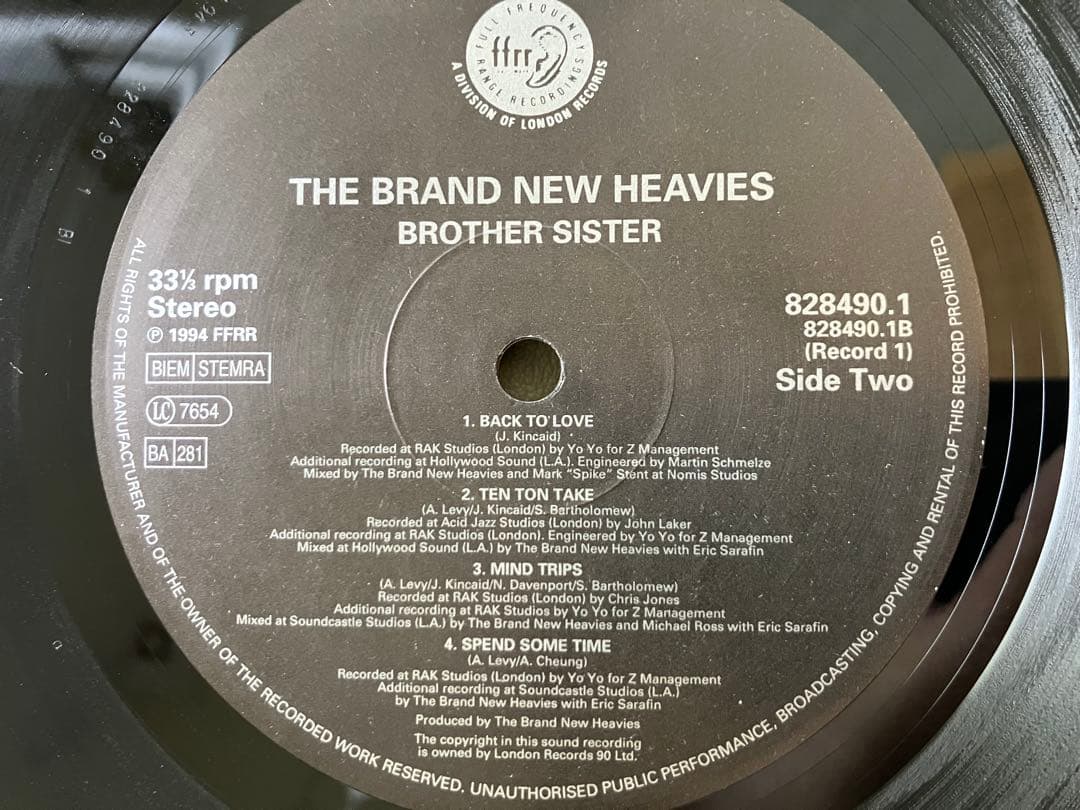 FULL FREQUENCY
ffrr
RANGE RECORDINGS
A DIVISION OF LONDON RECORDS
THE BRAND NEW HEAVIES
BROTHER SISTER
33⅓ rpm
Stereo
℗ 1994 FFRR
BIEM STEMRA
LC 7654
BA 281
828490.1
828490.1B
(Record 1)
Side Two
1. BACK TO LOVE
(J. Kincaid)
Recorded at RAK Studios (London) by Yo Yo for Z Management
Additional recording at Hollywood Sound (L.A.). Engineered by Martin Schmelze
Mixed by The Brand New Heavies and Mark "Spike" Stent at Nomis Studios
2. TEN TON TAKE
(A. Levy/J. Kincaid/S. Bartholomew)
Recorded at Acid Jazz Studios (London) by John Laker
Additional recording at RAK Studios (London). Engineered by Yo Yo for Z Management
Mixed at Hollywood Sound (L.A.) by The Brand New Heavies with Eric Sarafin
3. MIND TRIPS
(A. Levy/J. Kincaid/N. Davenport/S. Bartholomew)
Recorded at RAK Studios (London) by Chris Jones
Additional recording at RAK Studios by Yo Yo for Z Management
Mixed at Soundcastle Studios (L.A.) by The Brand New Heavies and Michael Ross with Eric Sarafin
4. SPEND SOME TIME
(A. Levy/A. Cheung)
Recorded at RAK Studios (London) by Yo Yo for Z Management
Additional recording at Soundcastle Studios (L.A.)
by The Brand New Heavies with Eric Sarafin
Produced by The Brand New Heavies
The copyright in this sound recording
is owned by London Records 90 Ltd.
ALL RIGHTS OF THE MANUFACTURER AND OF THE OWNER OF THE RECORDED WORK RESERVED. UNAUTHORISED PUBLIC PERFORMANCE, BROADCASTING, COPYING AND RENTAL OF THIS RECORD PROHIBITED.
28490 1 B1